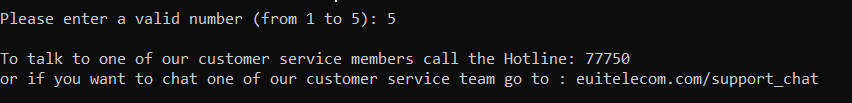 Please enter a valid number (from 1 to 5): 5
To talk to one of our customer service members call the Hotline: 77750
or if you want to chat one of our customer service team go to : euitelecom.com/support_chat